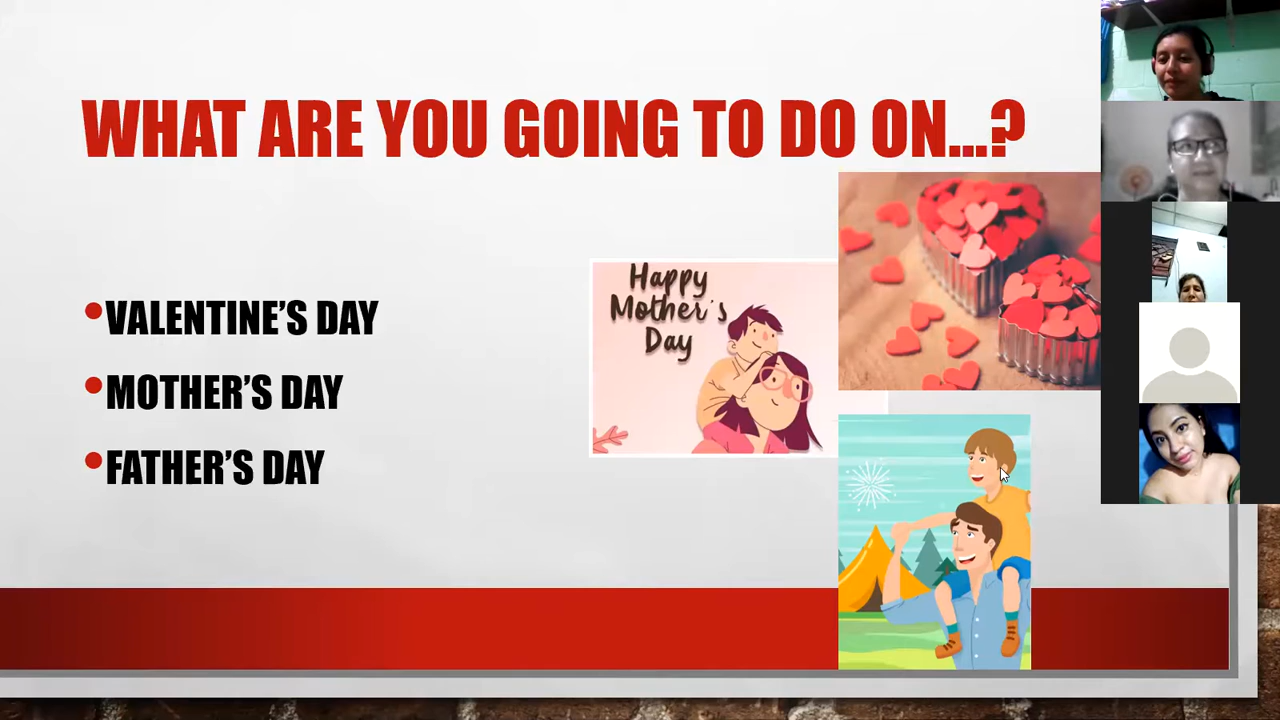 WHAT ARE YOU GOING TO DO ON...?
•VALENTINE'S DAY
•MOTHER'S DAY
•FATHER'S DAY
Happy
Mother's
Day